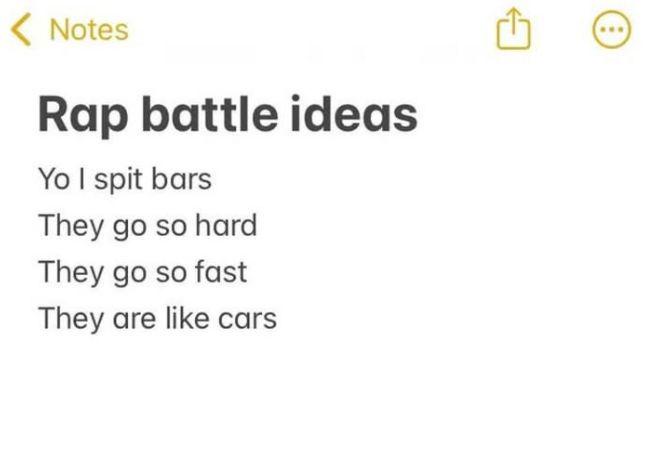 Notes
Rap battle ideas
Yo I spit bars
They go so hard
They go so fast
They are like cars